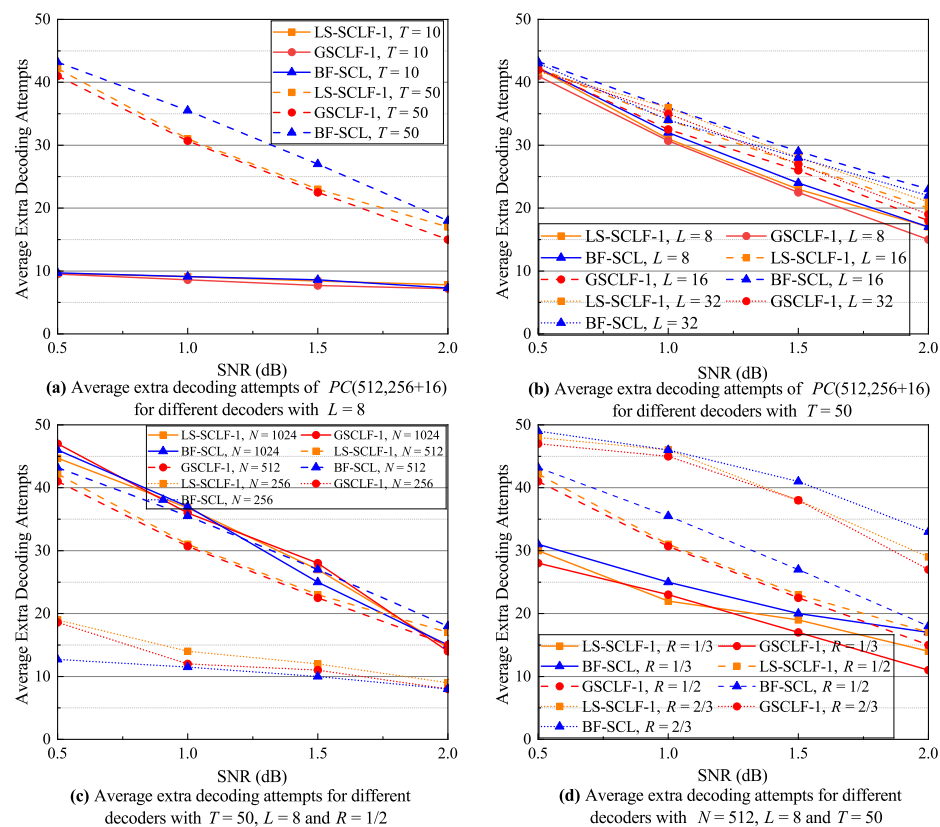 50
40
30
20
10
0
Average Extra Decoding Attempts
LS-SCLF-1, T = 10
GSCLF-1, T = 10
BF-SCL, T = 10
LS-SCLF-1, T = 50
GSCLF-1, T = 50
BF-SCL, T = 50
0.5 1.0 1.5 2.0
SNR (dB)
(a) Average extra decoding attempts of PC(512,256+16)
for different decoders with L = 8
50
40
30
20
10
0
Average Extra Decoding Attempts
LS-SCLF-1, L = 8 GSCLF-1, L = 8
BF-SCL, L = 8 LS-SCLF-1, L = 16
GSCLF-1, L = 16 BF-SCL, L = 16
LS-SCLF-1, L = 32 GSCLF-1, L = 32
BF-SCL, L = 32
0.5 1.0 1.5 2.0
SNR (dB)
(b) Average extra decoding attempts of PC(512,256+16)
for different decoders with T = 50
50
40
30
20
10
0
Average Extra Decoding Attempts
LS-SCLF-1, N = 1024 GSCLF-1, N = 1024
BF-SCL, N = 1024 LS-SCLF-1, N = 512
GSCLF-1, N = 512 BF-SCL, N = 512
LS-SCLF-1, N = 256 GSCLF-1, N = 256
BF-SCL, N = 256
0.5 1.0 1.5 2.0
SNR (dB)
(c) Average extra decoding attempts for different
decoders with T = 50, L = 8 and R = 1/2
50
40
30
20
10
0
Average Extra Decoding Attempts
LS-SCLF-1, R = 1/3 GSCLF-1, R = 1/3
BF-SCL, R = 1/3 LS-SCLF-1, R = 1/2
GSCLF-1, R = 1/2 BF-SCL, R = 1/2
LS-SCLF-1, R = 2/3 GSCLF-1, R = 2/3
BF-SCL, R = 2/3
0.5 1.0 1.5 2.0
SNR (dB)
(d) Average extra decoding attempts for different
decoders with N = 512, L = 8 and T = 50